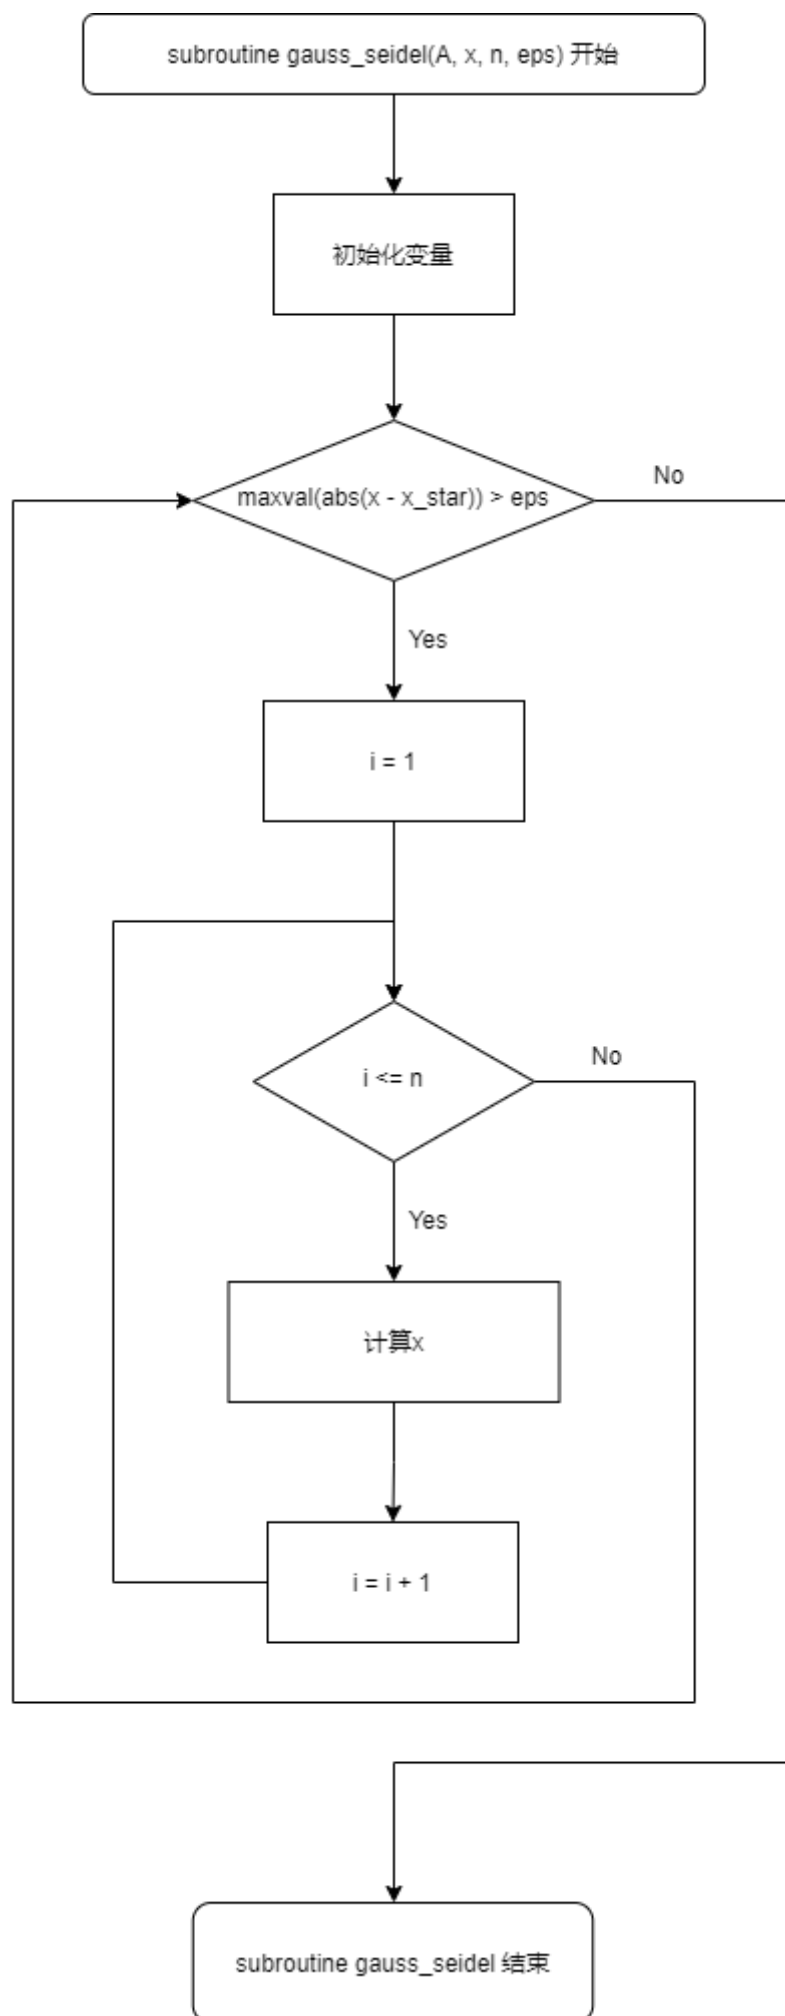 subroutine gauss_seidel(A, x, n, eps) 开始
初始化变量
maxval(abs(x - x_star)) > eps
No
Yes
i = 1
i <= n
No
Yes
计算x
i = i + 1
subroutine gauss_seidel 结束